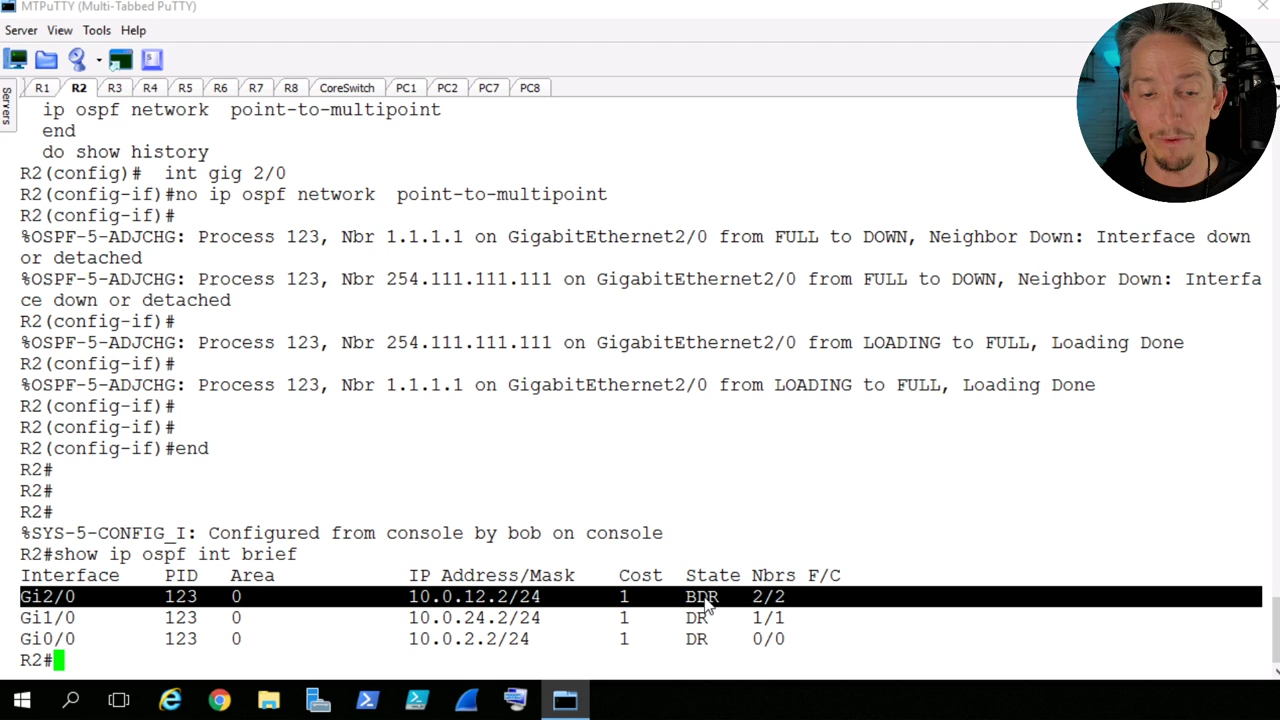 MTPuTTY (Multi-Tabbed PuTTY)
Server View Tools Help
R1 R2 R3 R4 R5 R6 R7 R8 CoreSwitch PC1 PC2 PC7 PC8
Servers
ip ospf network  point-to-multipoint
end
do show history
R2(config)#  int gig 2/0
R2(config-if)#no ip ospf network  point-to-multipoint
R2(config-if)#
%OSPF-5-ADJCHG: Process 123, Nbr 1.1.1.1 on GigabitEthernet2/0 from FULL to DOWN, Neighbor Down: Interface down
or detached
%OSPF-5-ADJCHG: Process 123, Nbr 254.111.111.111 on GigabitEthernet2/0 from FULL to DOWN, Neighbor Down: Interfa
ce down or detached
R2(config-if)#
%OSPF-5-ADJCHG: Process 123, Nbr 254.111.111.111 on GigabitEthernet2/0 from LOADING to FULL, Loading Done
R2(config-if)#
%OSPF-5-ADJCHG: Process 123, Nbr 1.1.1.1 on GigabitEthernet2/0 from LOADING to FULL, Loading Done
R2(config-if)#
R2(config-if)#
R2(config-if)#end
R2#
R2#
R2#
%SYS-5-CONFIG_I: Configured from console by bob on console
R2#show ip ospf int brief
Interface    PID   Area            IP Address/Mask    Cost  State Nbrs F/C
Gi2/0        123   0               10.0.12.2/24       1     BDR   2/2
Gi1/0        123   0               10.0.24.2/24       1     DR    1/1
Gi0/0        123   0               10.0.2.2/24        1     DR    0/0
R2#